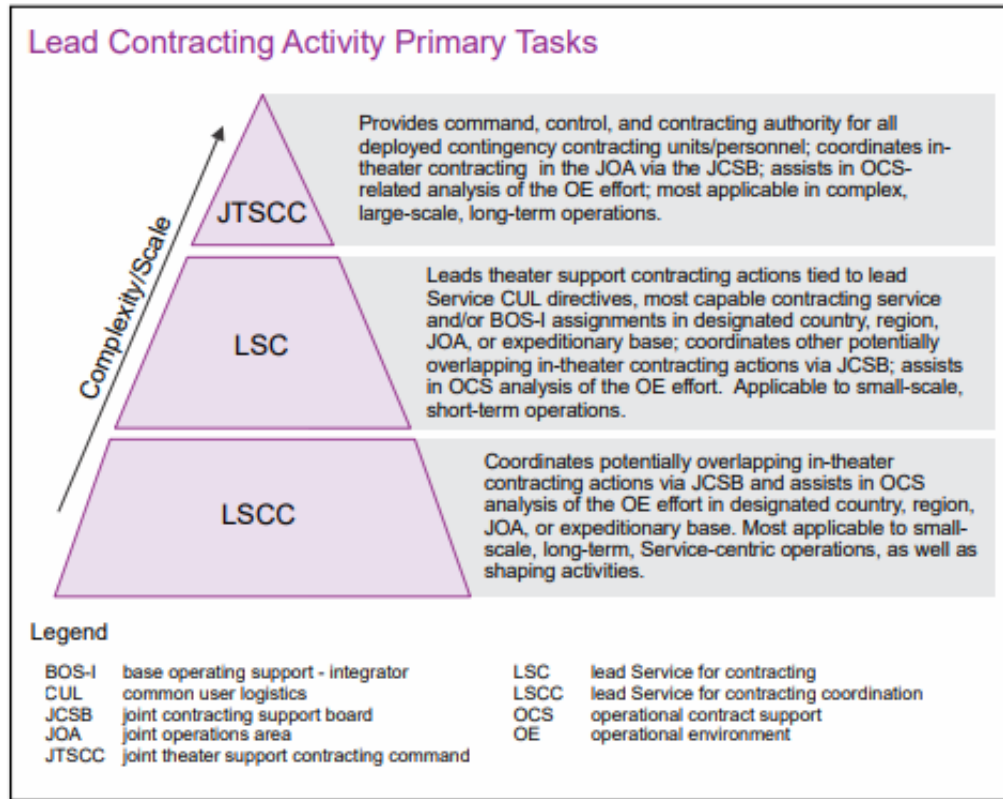 Lead Contracting Activity Primary Tasks
Complexity/Scale
JTSCC
Provides command, control, and contracting authority for all
deployed contingency contracting units/personnel; coordinates in-
theater contracting in the JOA via the JCSB; assists in OCS-
related analysis of the OE effort; most applicable in complex,
large-scale, long-term operations.
LSC
Leads theater support contracting actions tied to lead
Service CUL directives, most capable contracting service
and/or BOS-I assignments in designated country, region,
JOA, or expeditionary base; coordinates other potentially
overlapping in-theater contracting actions via JCSB; assists
in OCS analysis of the OE effort. Applicable to small-scale,
short-term operations.
LSCC
Coordinates potentially overlapping in-theater
contracting actions via JCSB and assists in OCS
analysis of the OE effort in designated country, region,
JOA, or expeditionary base. Most applicable to small-
scale, long-term, Service-centric operations, as well as
shaping activities.
Legend
BOS-I base operating support - integrator
CUL common user logistics
JCSB joint contracting support board
JOA joint operations area
JTSCC joint theater support contracting command
LSC lead Service for contracting
LSCC lead Service for contracting coordination
OCS operational contract support
OE operational environment